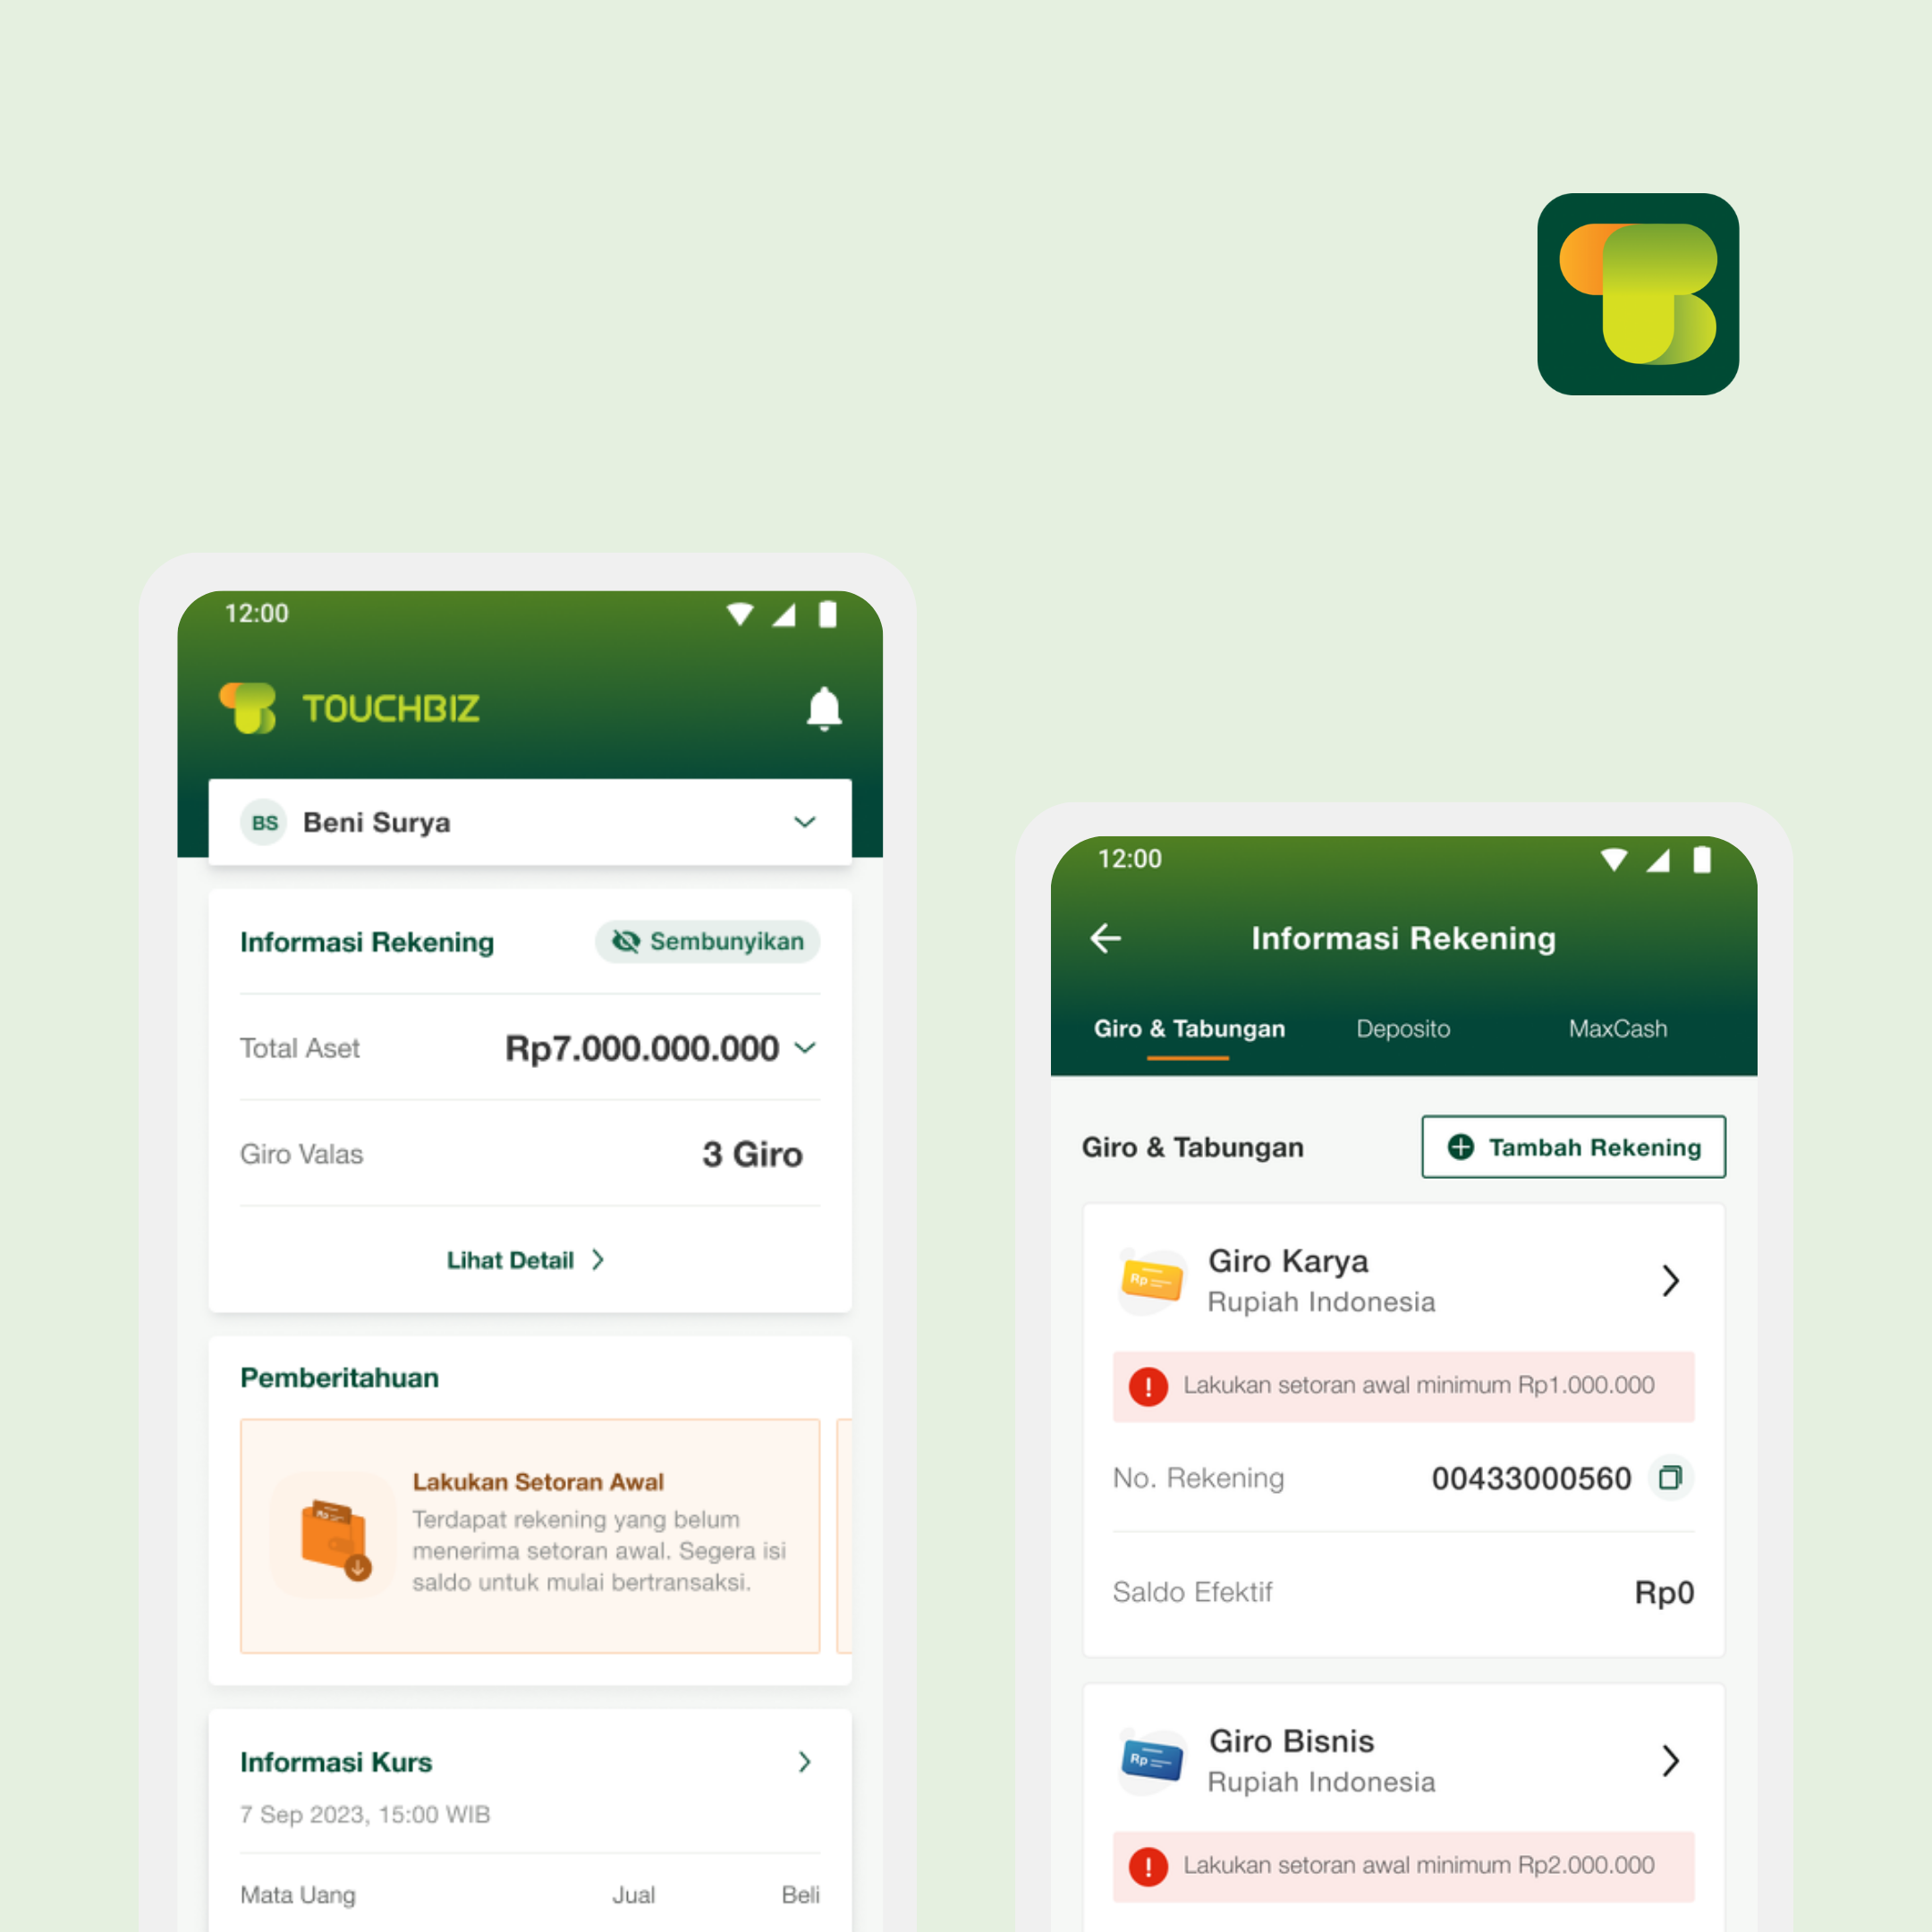 12:00
TOUCHBIZ
BS Beni Surya
Informasi Rekening Sembunyikan
Total Aset Rp7.000.000.000
Giro Valas 3 Giro
Lihat Detail
Pemberitahuan
Lakukan Setoran Awal
Terdapat rekening yang belum
menerima setoran awal. Segera isi
saldo untuk mulai bertransaksi.
Informasi Kurs
7 Sep 2023, 15:00 WIB
Mata Uang Jual Beli
12:00
Informasi Rekening
Giro & Tabungan Deposito MaxCash
Giro & Tabungan Tambah Rekening
Rp
Giro Karya
Rupiah Indonesia
Lakukan setoran awal minimum Rp1.000.000
No. Rekening 00433000560
Saldo Efektif Rp0
Rp
Giro Bisnis
Rupiah Indonesia
Lakukan setoran awal minimum Rp2.000.000